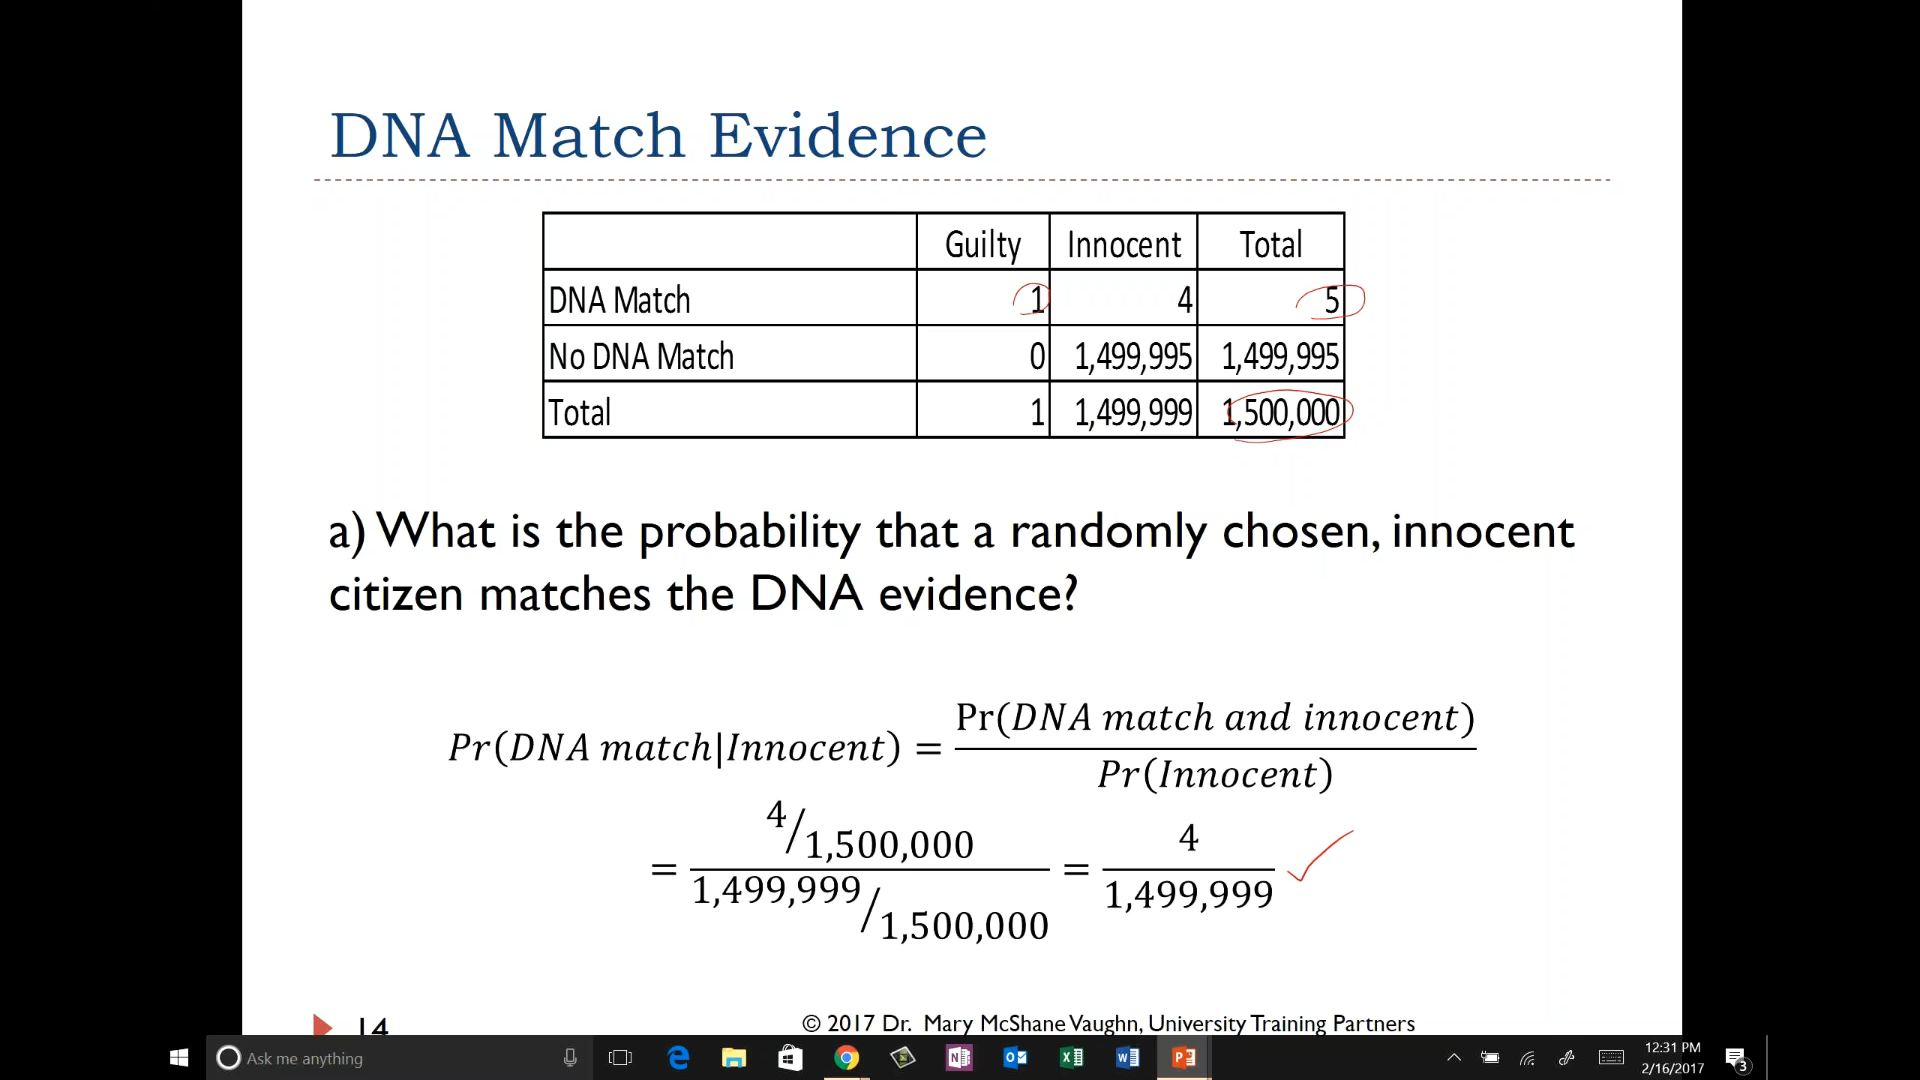 DNA Match Evidence
Guilty Innocent Total
DNA Match 1 4 5
No DNA Match 0 1,499,995 1,499,995
Total 1 1,499,999 1,500,000
a) What is the probability that a randomly chosen, innocent
citizen matches the DNA evidence?
Pr(DNA match|Innocent) = Pr(DNA match and innocent) / Pr(Innocent)
= 4/1,500,000 / 1,499,999/1,500,000 = 4 / 1,499,999
14
© 2017 Dr. Mary McShane Vaughn, University Training Partners
Ask me anything
12:31 PM
2/16/2017
3